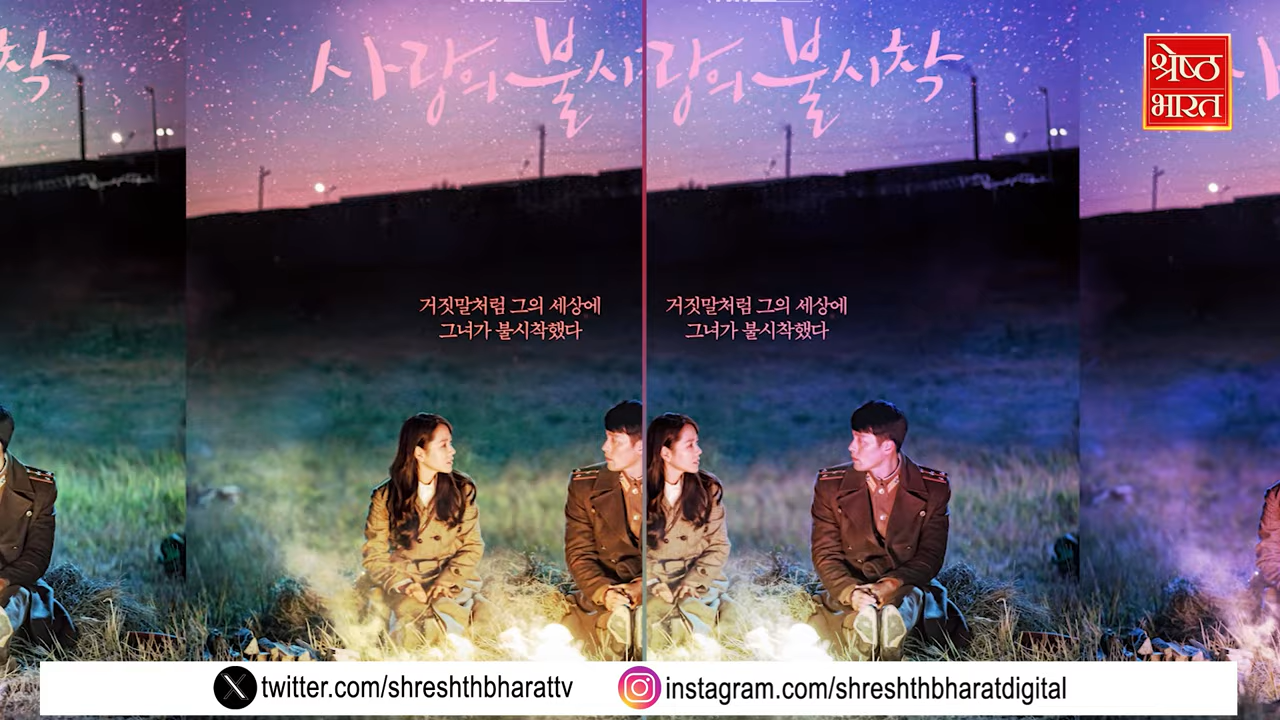 착
사랑의 불시
랑의 불시착
श्रेष्ठ
भारत
거짓말처럼 그의 세상에
그녀가 불시착했다
거짓말처럼 그의 세상에
그녀가 불시착했다
twitter.com/shreshthbharattv
instagram.com/shreshthbharatdigital